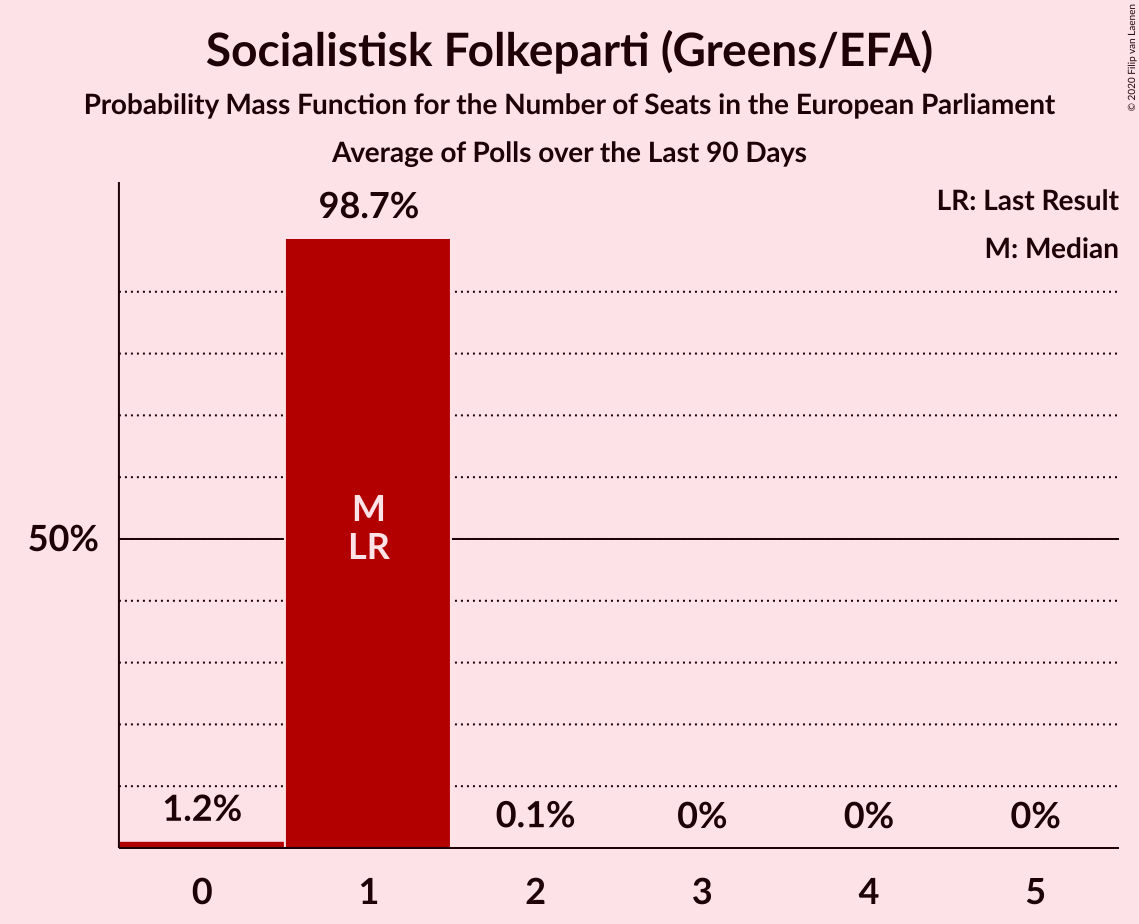 Socialistisk Folkeparti (Greens/EFA)
Probability Mass Function for the Number of Seats in the European Parliament
Average of Polls over the Last 90 Days
© 2020 Filip van Laenen
LR: Last Result
M: Median
98.7%
M
LR
50%
1.2%
0.1%
0%
0%
0%
0
1
2
3
4
5